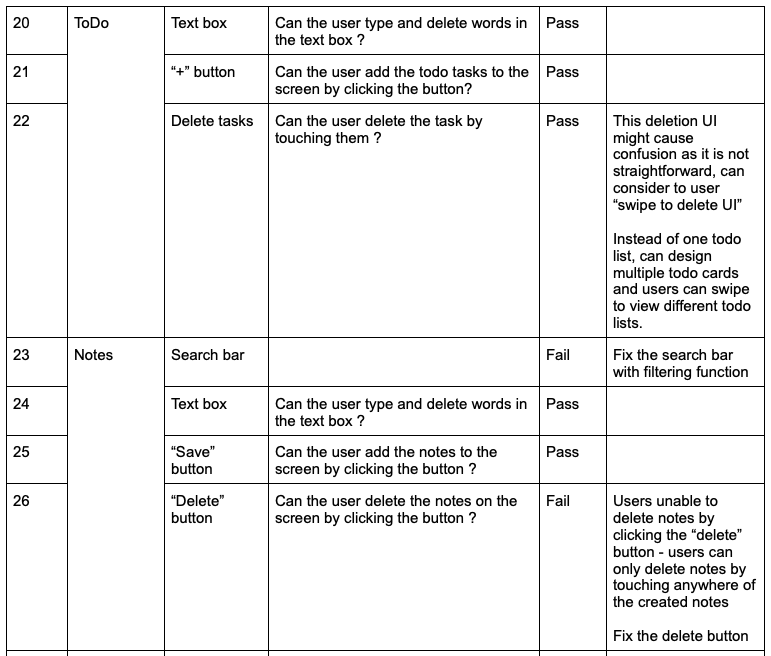 20 ToDo Text box Can the user type and delete words in Pass
the text box ?
21 “+” button Can the user add the todo tasks to the Pass
screen by clicking the button?
22 Delete tasks Can the user delete the task by Pass This deletion UI
touching them ? might cause
confusion as it is not
straightforward, can
consider to user
“swipe to delete UI”
Instead of one todo
list, can design
multiple todo cards
and users can swipe
to view different todo
lists.
23 Notes Search bar Fail Fix the search bar
with filtering function
24 Text box Can the user type and delete words in Pass
the text box ?
25 “Save” Can the user add the notes to the Pass
button screen by clicking the button ?
26 “Delete” Can the user delete the notes on the Fail Users unable to
button screen by clicking the button ? delete notes by
clicking the “delete”
button - users can
only delete notes by
touching anywhere of
the created notes
Fix the delete button